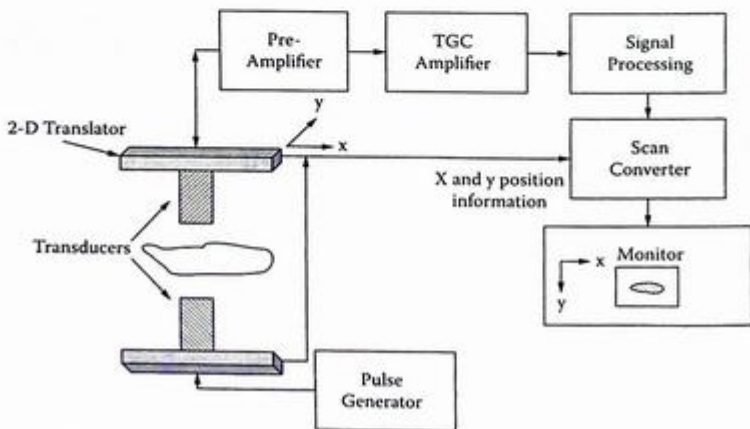 Pre-
Amplifier
TGC
Amplifier
Signal
Processing
y
x
2-D Translator
Scan
Converter
X and y position
information
Transducers
Monitor
x
y
Pulse
Generator